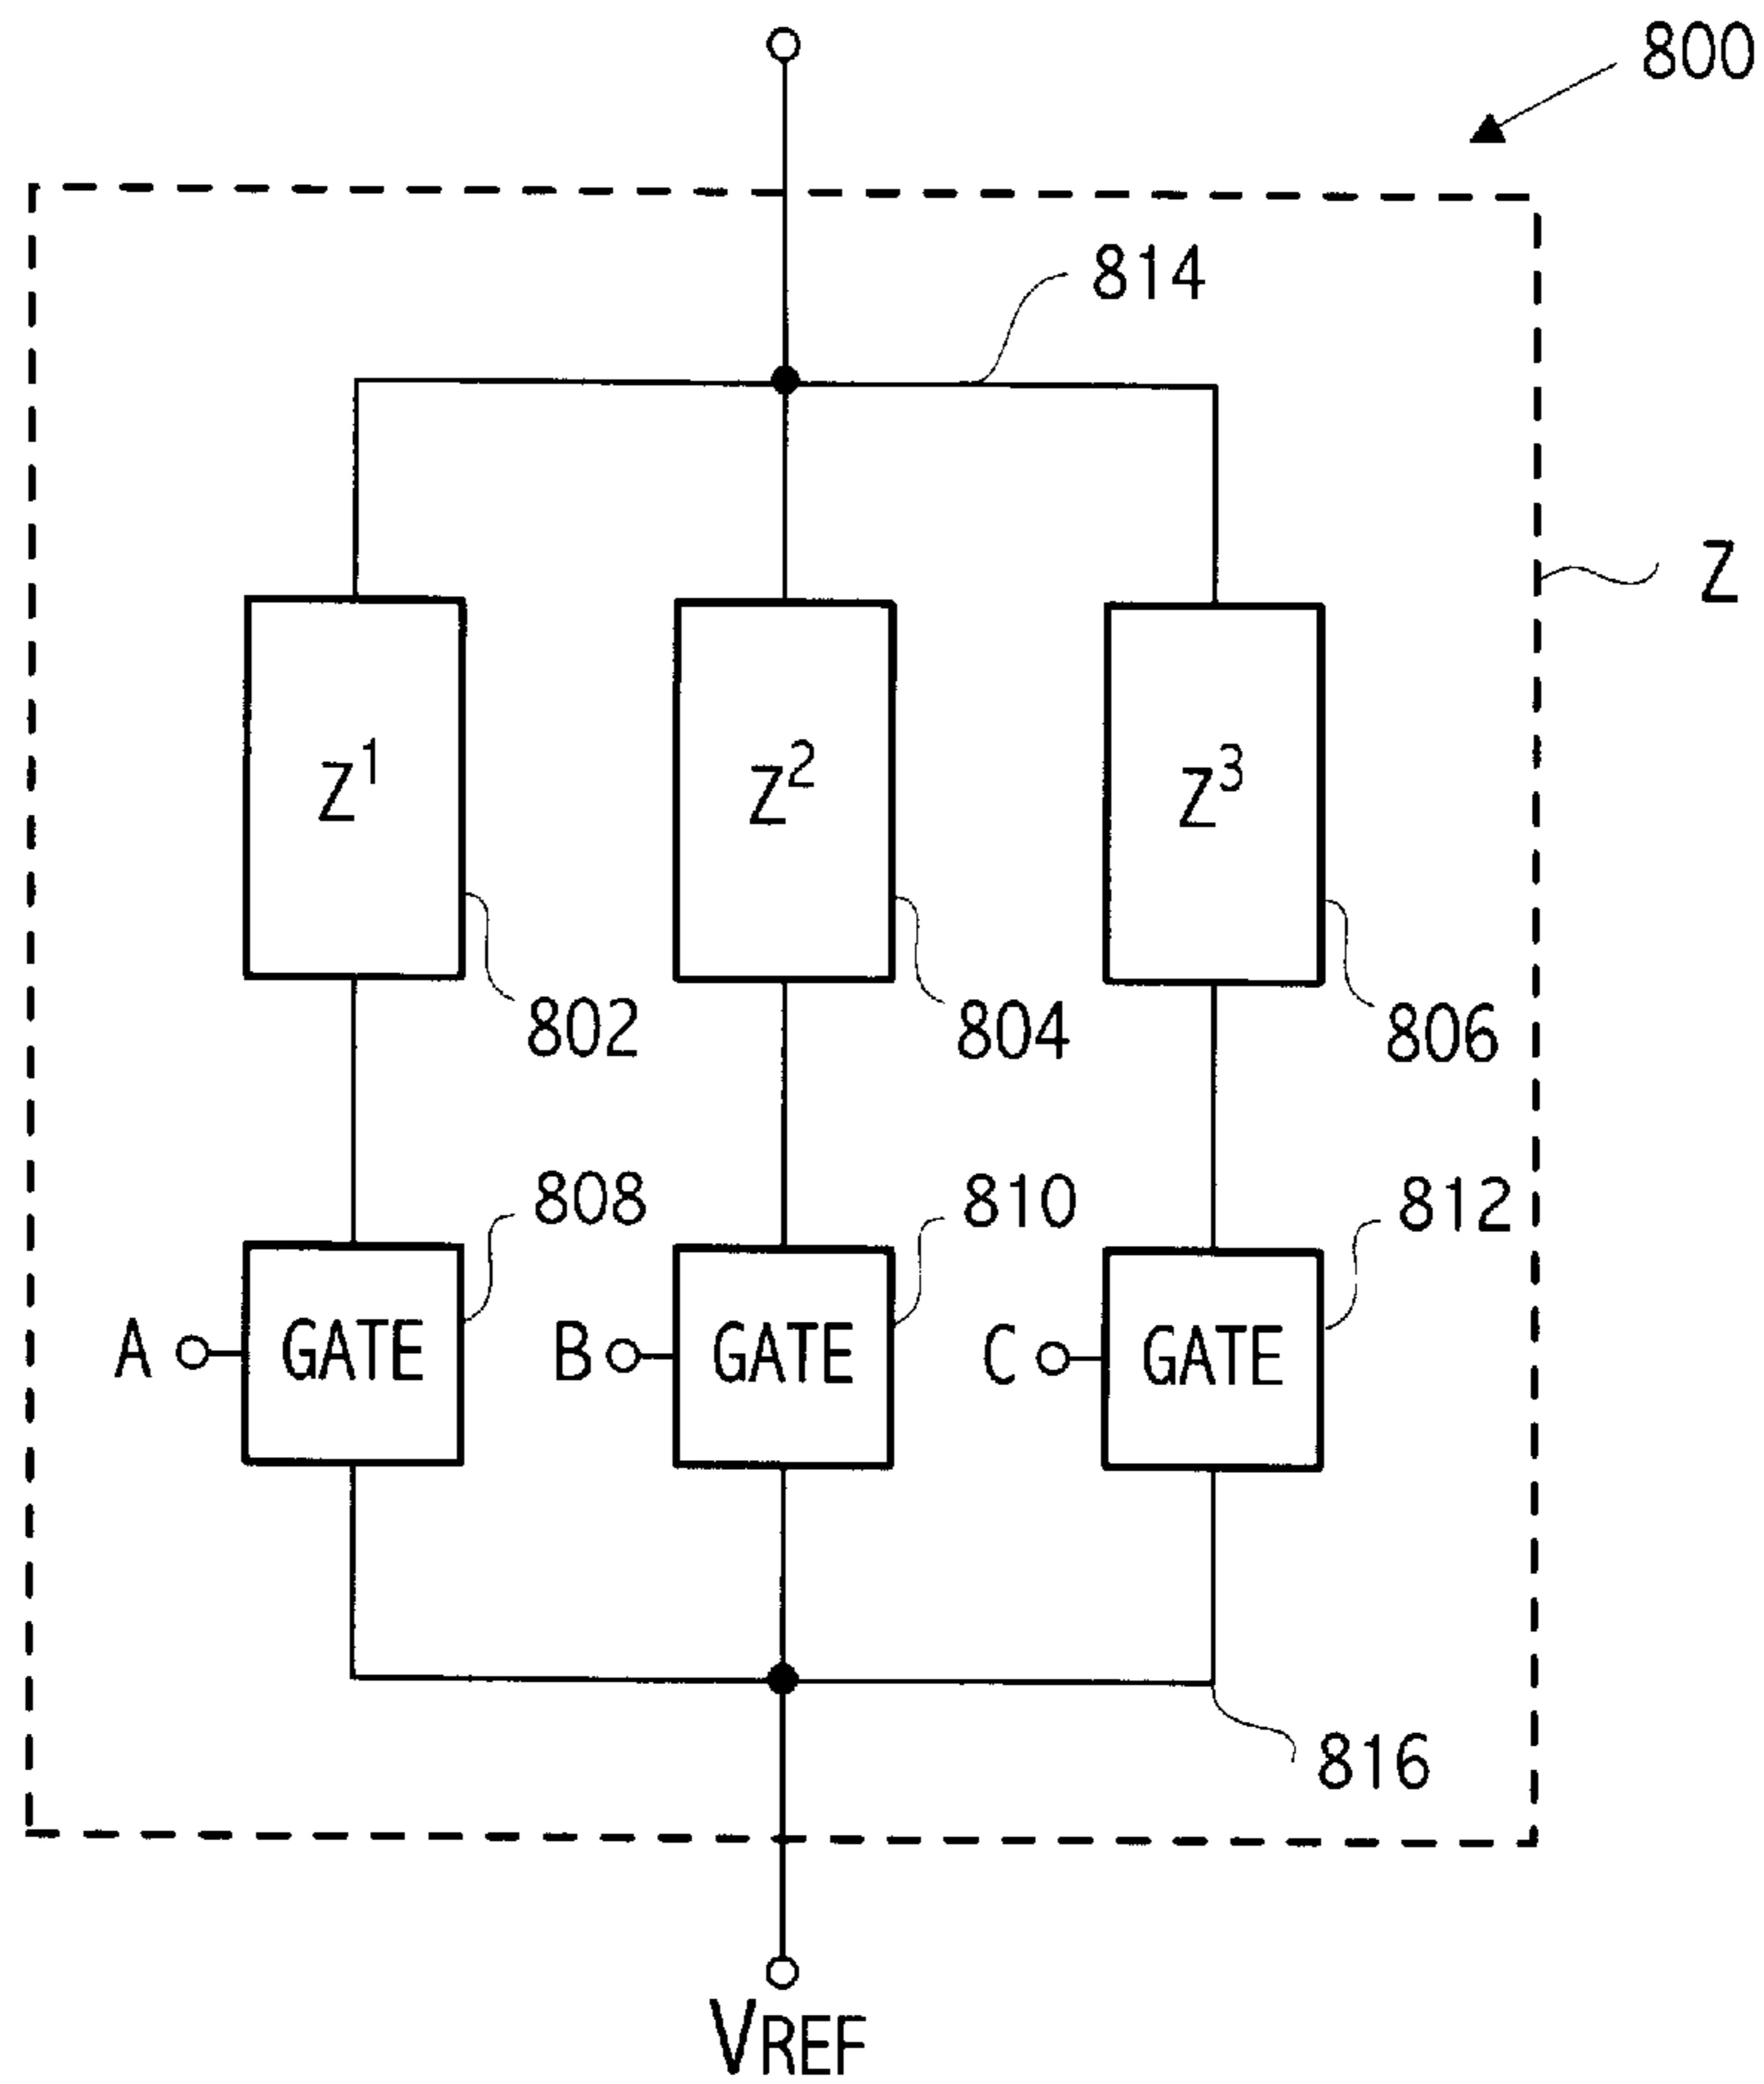 800
814
Z
Z¹ Z² Z³
802 804 806
808 810 812
A GATE B GATE C GATE
816
VREF